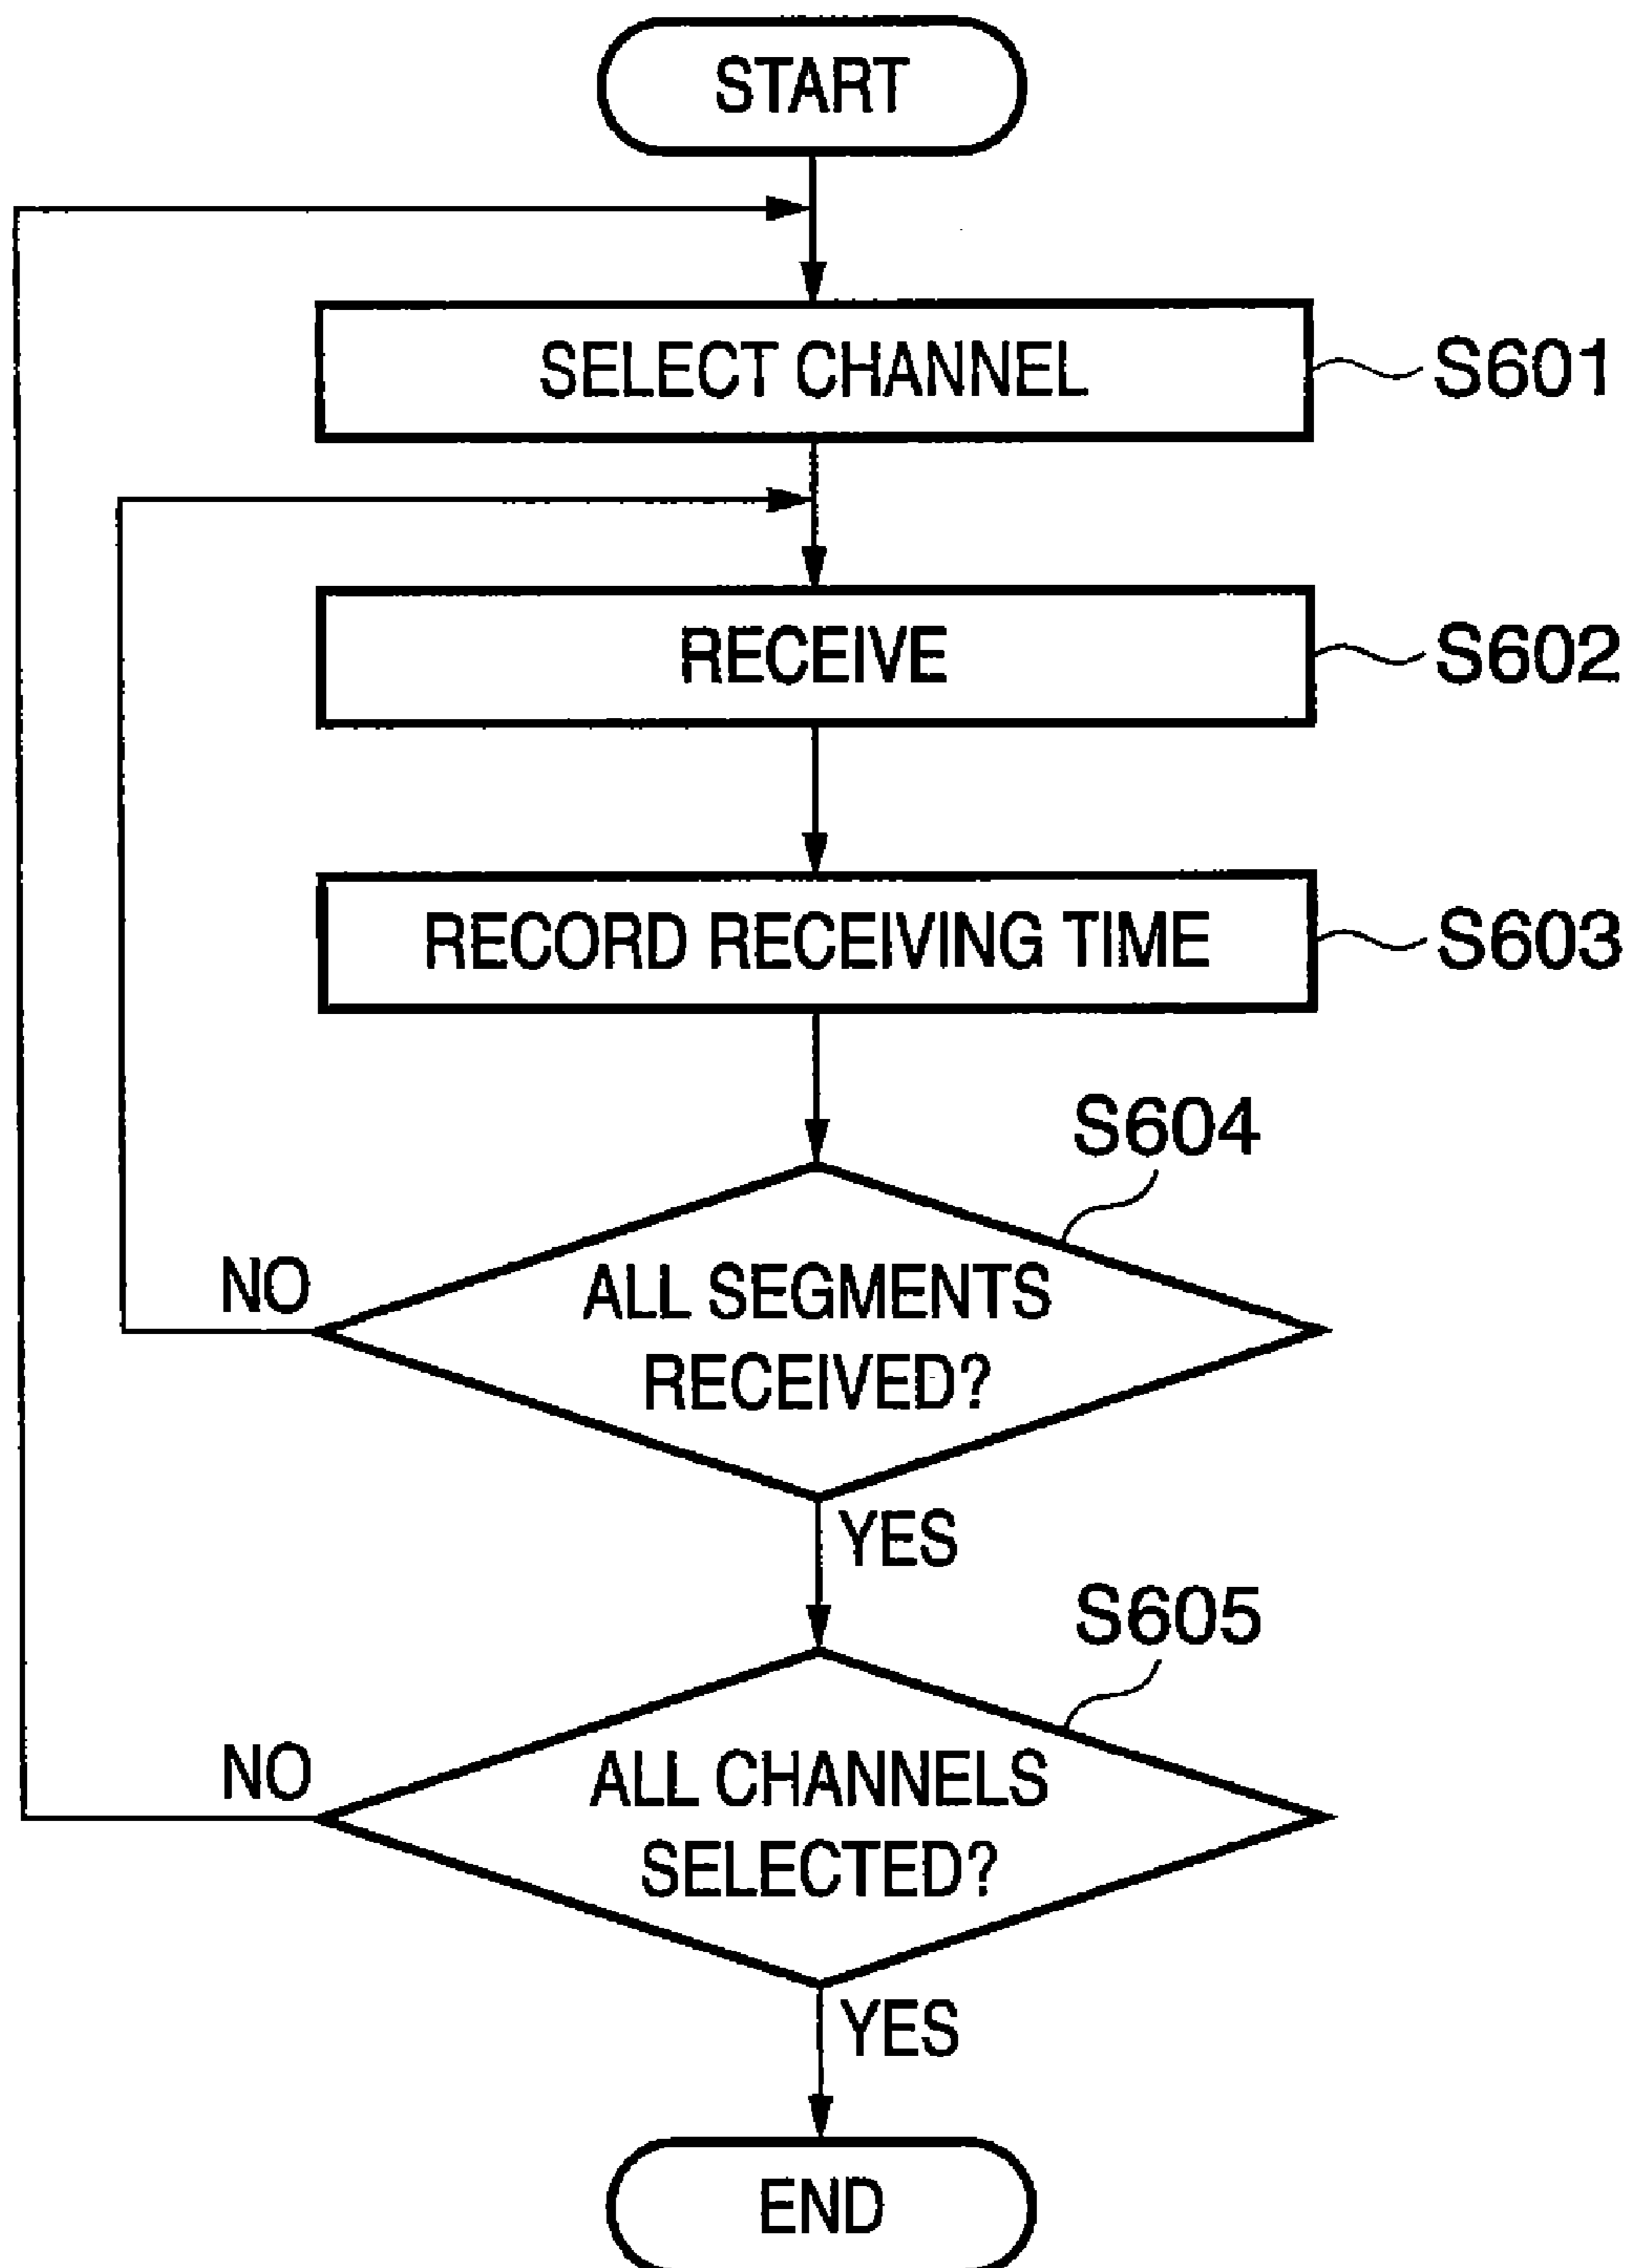 START
SELECT CHANNEL
S601
RECEIVE
S602
RECORD RECEIVING TIME
S603
S604
NO
ALL SEGMENTS
RECEIVED?
YES
S605
NO
ALL CHANNELS
SELECTED?
YES
END